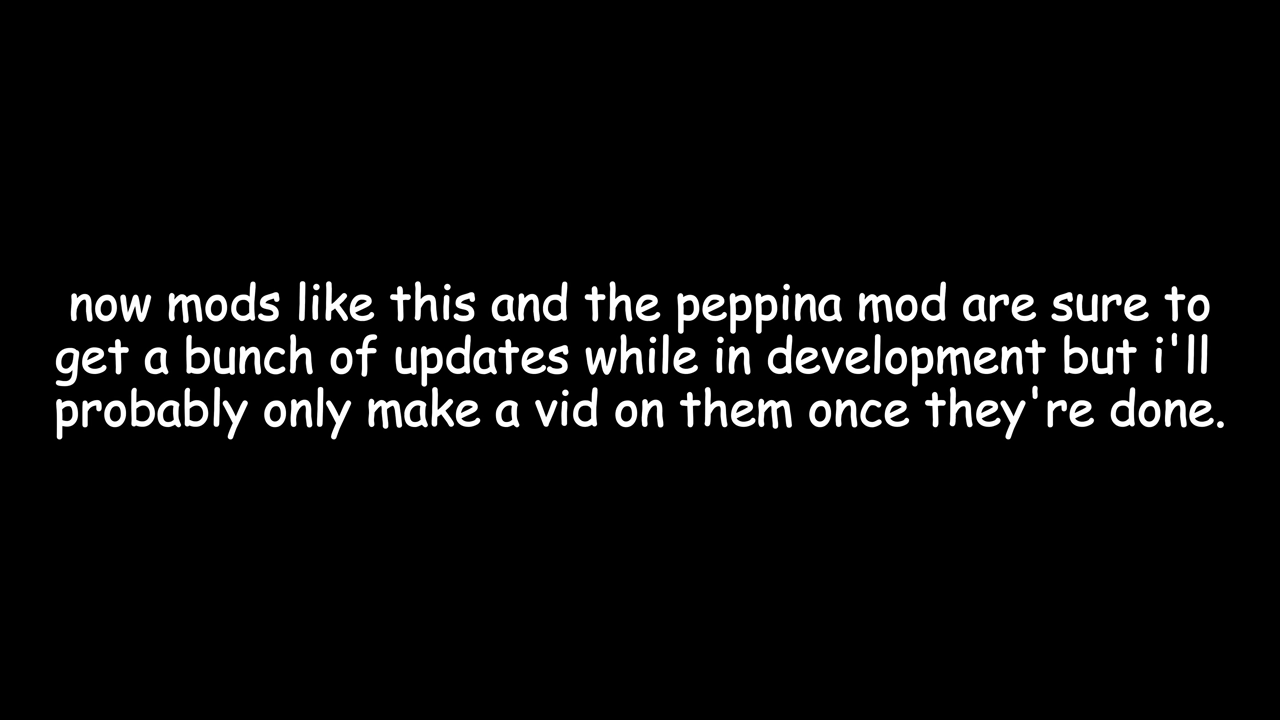 now mods like this and the peppina mod are sure to
get a bunch of updates while in development but i'll
probably only make a vid on them once they're done.